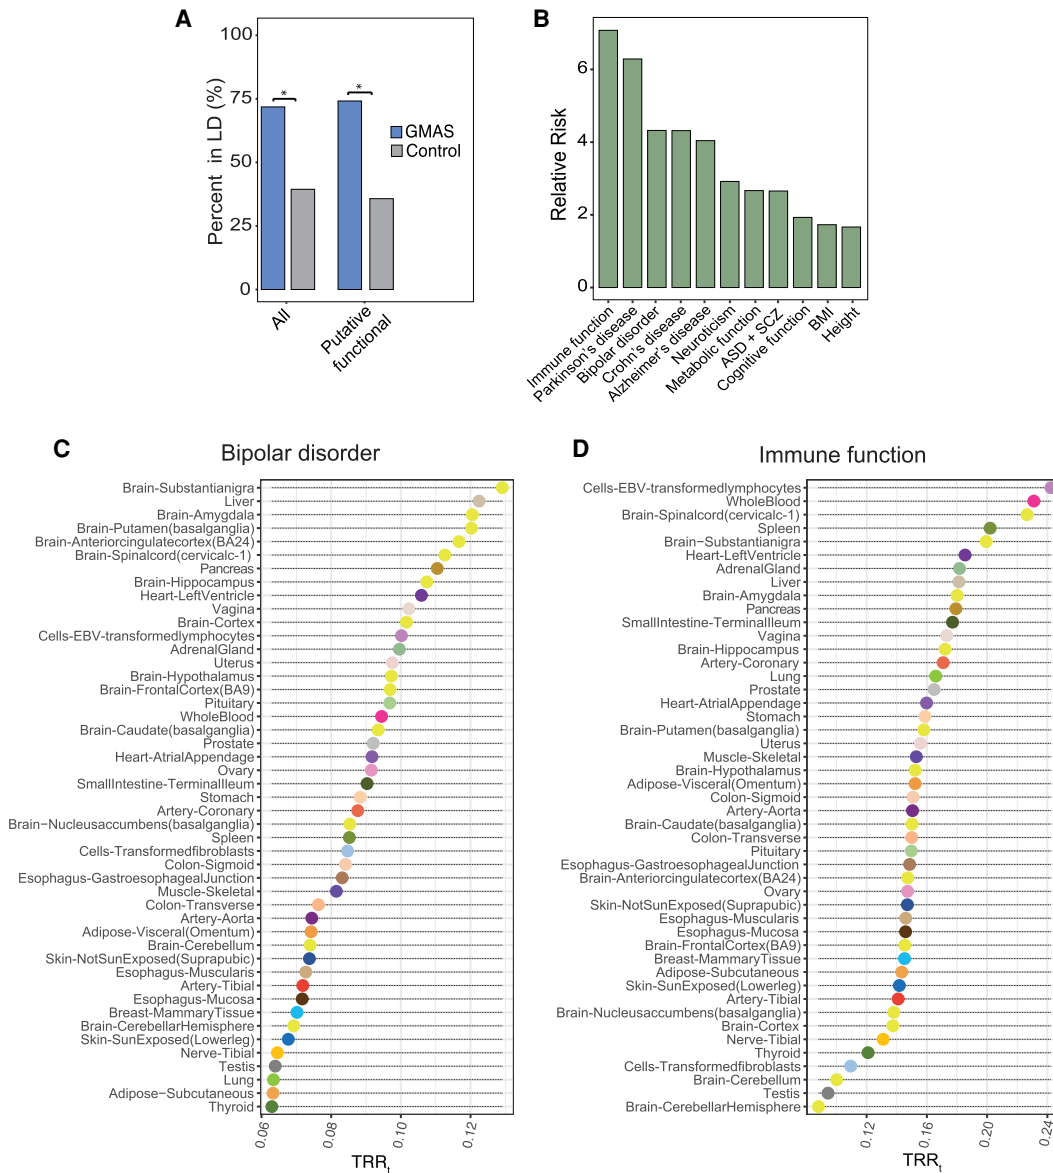 A
Percent in LD (%)
100
75
50
25
0
*
*
GMAS
Control
All
Putative
functional
B
Relative Risk
6
4
2
0
Immune function
Parkinson's disease
Bipolar disorder
Crohn's disease
Alzheimer's disease
Neuroticism
Metabolic function
ASD + SCZ
Cognitive function
BMI
Height
C
Bipolar disorder
Brain-Substantianigra
Liver
Brain-Amygdala
Brain-Putamen(basalganglia)
Brain-Anteriorcingulatecortex(BA24)
Brain-Spinalcord(cervicalc-1)
Pancreas
Brain-Hippocampus
Heart-LeftVentricle
Vagina
Brain-Cortex
Cells-EBV-transformedlymphocytes
AdrenalGland
Uterus
Brain-Hypothalamus
Brain-FrontalCortex(BA9)
Pituitary
WholeBlood
Brain-Caudate(basalganglia)
Prostate
Heart-AtrialAppendage
Ovary
SmallIntestine-TerminalIleum
Stomach
Artery-Coronary
Brain−Nucleusaccumbens(basalganglia)
Spleen
Cells-Transformedfibroblasts
Colon-Sigmoid
Esophagus-GastroesophagealJunction
Muscle-Skeletal
Colon-Transverse
Artery-Aorta
Adipose-Visceral(Omentum)
Brain-Cerebellum
Skin-NotSunExposed(Suprapubic)
Esophagus-Muscularis
Artery-Tibial
Esophagus-Mucosa
Breast-MammaryTissue
Brain-CerebellarHemisphere
Skin-SunExposed(Lowerleg)
Nerve-Tibial
Testis
Lung
Adipose−Subcutaneous
Thyroid
0.06
0.08
0.10
0.12
TRRt
D
Immune function
Cells-EBV-transformedlymphocytes
WholeBlood
Brain-Spinalcord(cervicalc-1)
Spleen
Brain−Substantianigra
Heart-LeftVentricle
AdrenalGland
Liver
Brain-Amygdala
Pancreas
SmallIntestine-TerminalIleum
Vagina
Brain-Hippocampus
Artery-Coronary
Lung
Prostate
Heart-AtrialAppendage
Stomach
Brain-Putamen(basalganglia)
Uterus
Muscle-Skeletal
Brain-Hypothalamus
Adipose-Visceral(Omentum)
Colon-Sigmoid
Artery-Aorta
Brain-Caudate(basalganglia)
Colon-Transverse
Pituitary
Esophagus-GastroesophagealJunction
Brain-Anteriorcingulatecortex(BA24)
Ovary
Skin-NotSunExposed(Suprapubic)
Esophagus-Muscularis
Esophagus-Mucosa
Brain-FrontalCortex(BA9)
Breast-MammaryTissue
Adipose-Subcutaneous
Skin-SunExposed(Lowerleg)
Artery-Tibial
Brain-Nucleusaccumbens(basalganglia)
Brain-Cortex
Nerve-Tibial
Thyroid
Cells-Transformedfibroblasts
Brain-Cerebellum
Testis
Brain-CerebellarHemisphere
0.12
0.16
0.20
0.24
TRRt